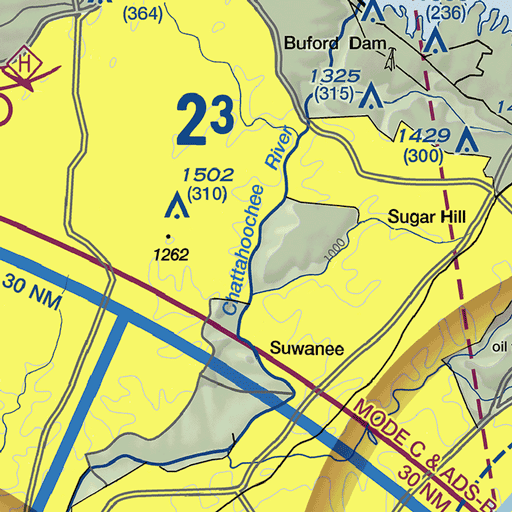 (364)
(236)
Buford Dam
H
1325
(315)
2³
1429
(300)
River
1502
(310)
Chattahoochee
Sugar Hill
1262
1000
30 NM
Suwanee
oil
MODE C & ADS-B
30 NM